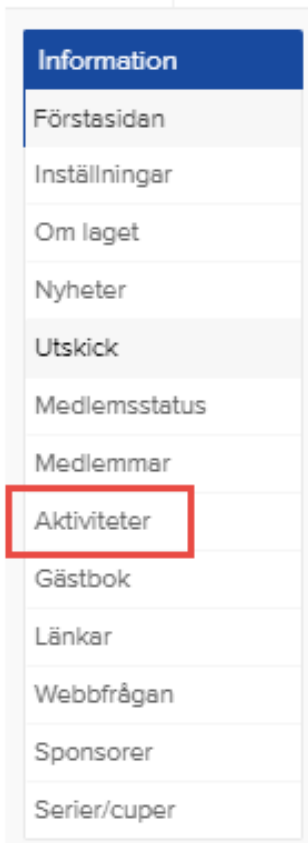 Information
Förstasidan
Inställningar
Om laget
Nyheter
Utskick
Medlemsstatus
Medlemmar
Aktiviteter
Gästbok
Länkar
Webbfrågan
Sponsorer
Serier/cuper